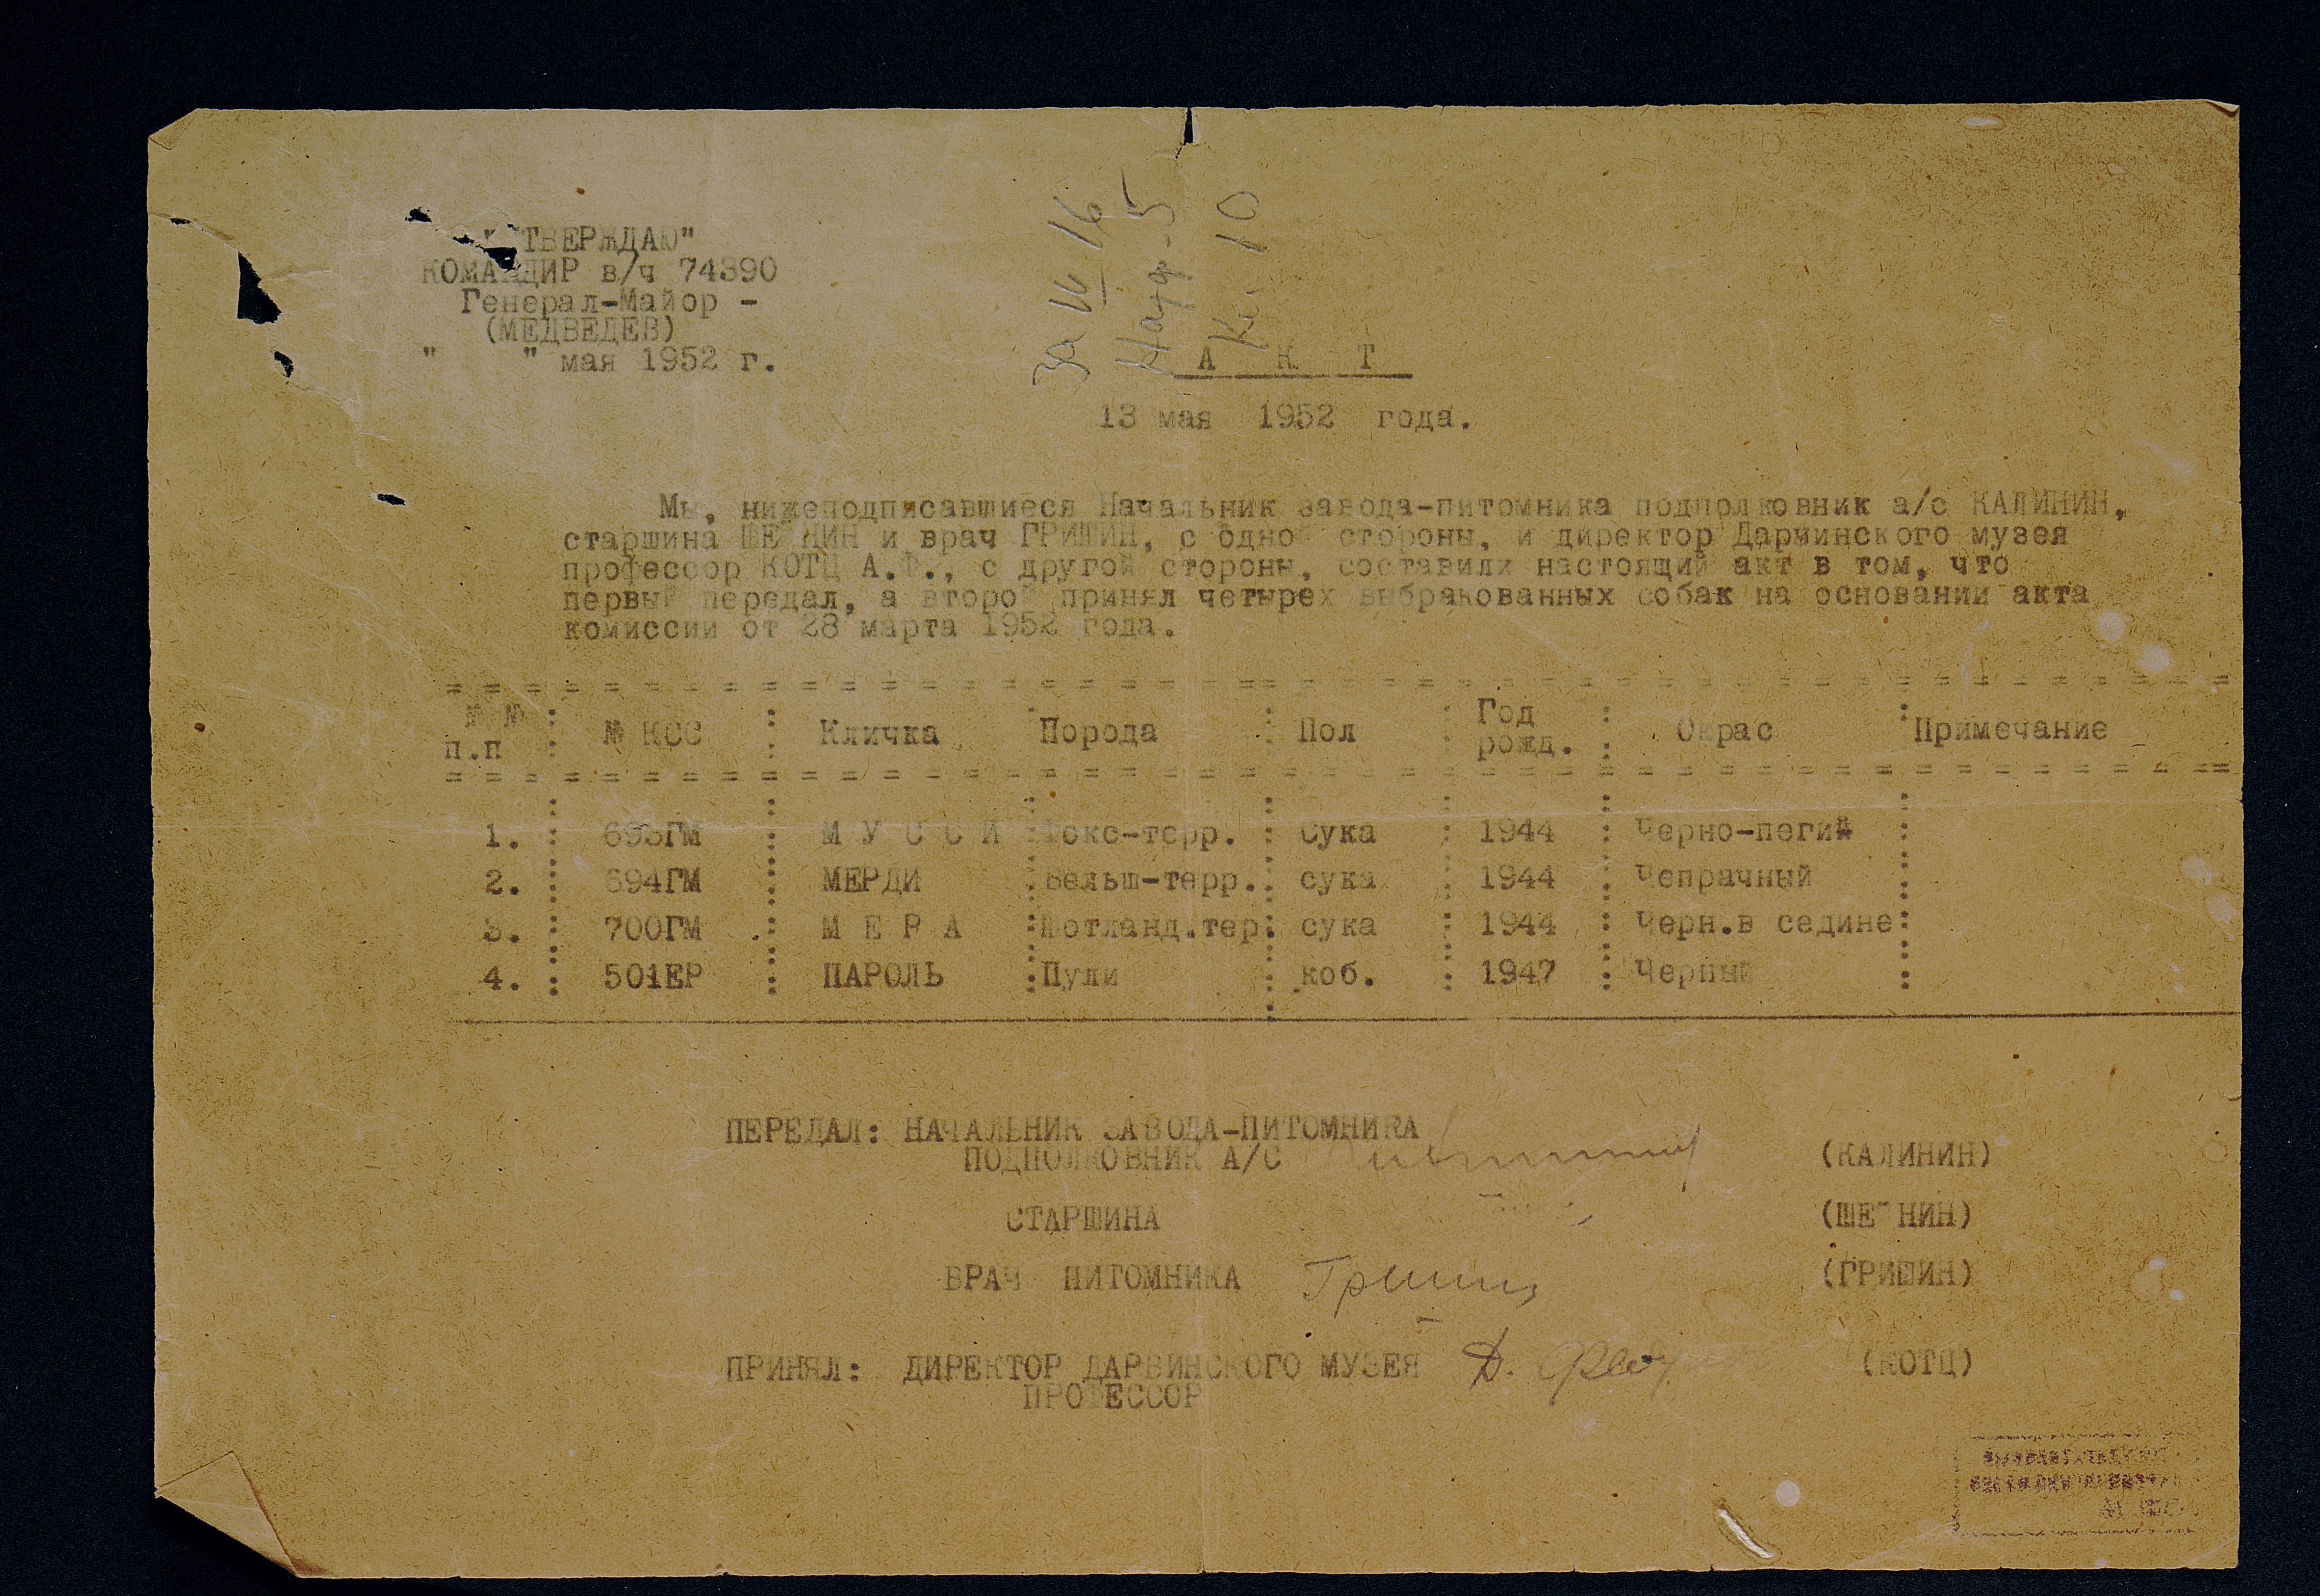 "УТВЕРЖДАЮ"
КОМАНДИР в/ч 74390
Генерал-Майор -
(МЕДВЕДЕВ)
" " мая 1952 г.
А К Т
13 мая 1952 года.
Мы, нижеподписавшиеся Начальник завода-питомника подполковник а/с КАЛИНИН,
старшина и врач ГРИШИН, с одной стороны, и директор Дарвинского музея
профессор КОТЦ А.Ф., с другой стороны, составили настоящий акт в том, что
первый передал, а второй принял четырех выбракованных собак на основании акта
комиссии от 28 марта 1952 года.
№ № п.п : № КСС : Кличка Порода : Пол : Год рожд. : Окрас : Примечание
1. : 693ГМ : М У С С И : Фокс-терр. : Сука : 1944 : Черно-пегий :
2. : 694ГМ : МЕРДИ : Вельш-терр. : сука : 1944 : Чепрачный :
3. : 700ГМ : М Е Р А : Шотланд.тер : сука : 1944 : Черн.в седине :
4. : 501ЕР : ПАРОЛЬ : Пули : коб. : 1947 : Черный :
ПЕРЕДАЛ: НАЧАЛЬНИК ЗАВОДА-ПИТОМНИКА
ПОДПОЛКОВНИК А/С (КАЛИНИН)
СТАРШИНА
ВРАЧ ПИТОМНИКА Гришин (ГРИШИН)
ПРИНЯЛ: ДИРЕКТОР ДАРВИНСКОГО МУЗЕЯ (КОТЦ)
ПРОФЕССОР